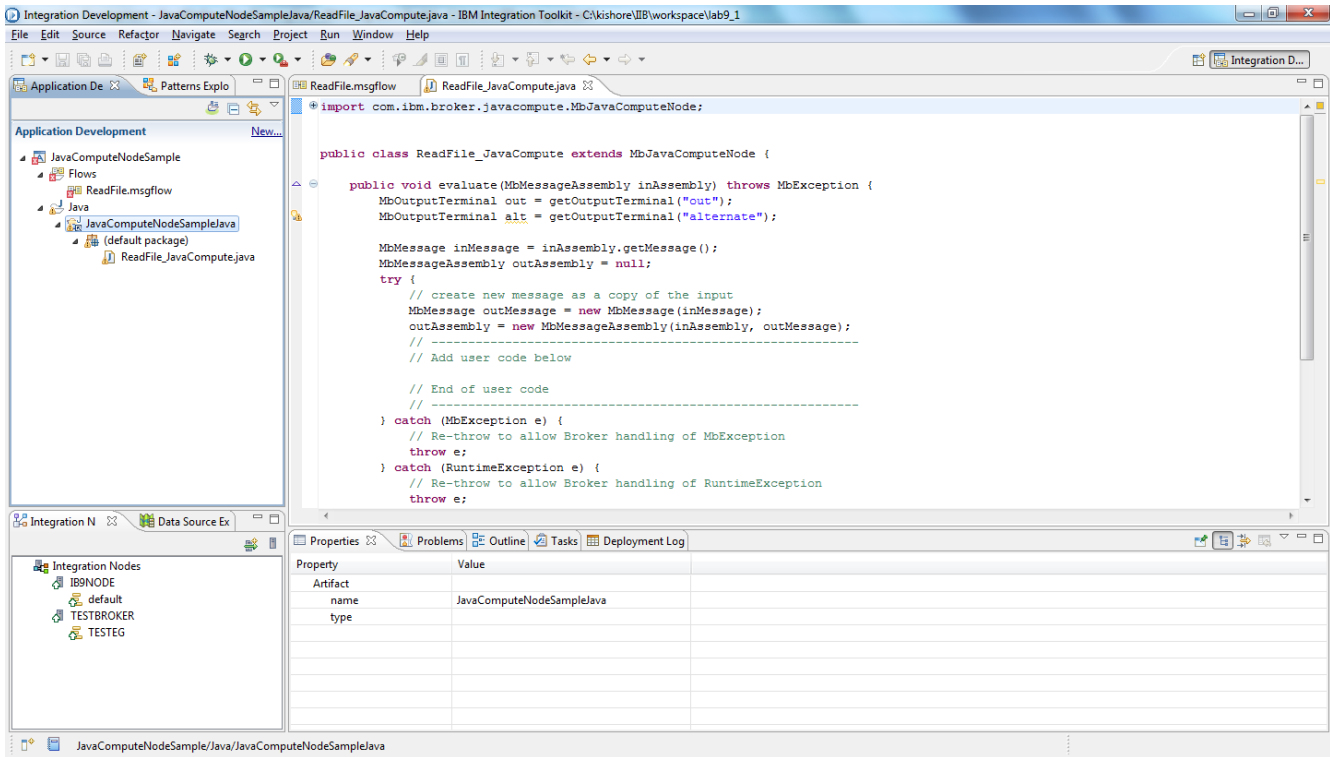 Integration Development - JavaComputeNodeSampleJava/ReadFile_JavaCompute.java - IBM Integration Toolkit - C:\kishore\IIB\workspace\lab9_1
File Edit Source Refactor Navigate Search Project Run Window Help
Integration D...
Application De Patterns Explo
Application Development New...
JavaComputeNodeSample
Flows
ReadFile.msgflow
Java
JavaComputeNodeSampleJava
(default package)
ReadFile_JavaCompute.java
ReadFile.msgflow ReadFile_JavaCompute.java
import com.ibm.broker.javacompute.MbJavaComputeNode;
public class ReadFile_JavaCompute extends MbJavaComputeNode {
public void evaluate(MbMessageAssembly inAssembly) throws MbException {
MbOutputTerminal out = getOutputTerminal("out");
MbOutputTerminal alt = getOutputTerminal("alternate");
MbMessage inMessage = inAssembly.getMessage();
MbMessageAssembly outAssembly = null;
try {
// create new message as a copy of the input
MbMessage outMessage = new MbMessage(inMessage);
outAssembly = new MbMessageAssembly(inAssembly, outMessage);
// ----------------------------------------------------------
// Add user code below
// End of user code
// ----------------------------------------------------------
} catch (MbException e) {
// Re-throw to allow Broker handling of MbException
throw e;
} catch (RuntimeException e) {
// Re-throw to allow Broker handling of RuntimeException
throw e;
Integration N Data Source Ex
Integration Nodes
IB9NODE
default
TESTBROKER
TESTEG
Properties Problems Outline Tasks Deployment Log
Property Value
Artifact
name JavaComputeNodeSampleJava
type
JavaComputeNodeSample/Java/JavaComputeNodeSampleJava